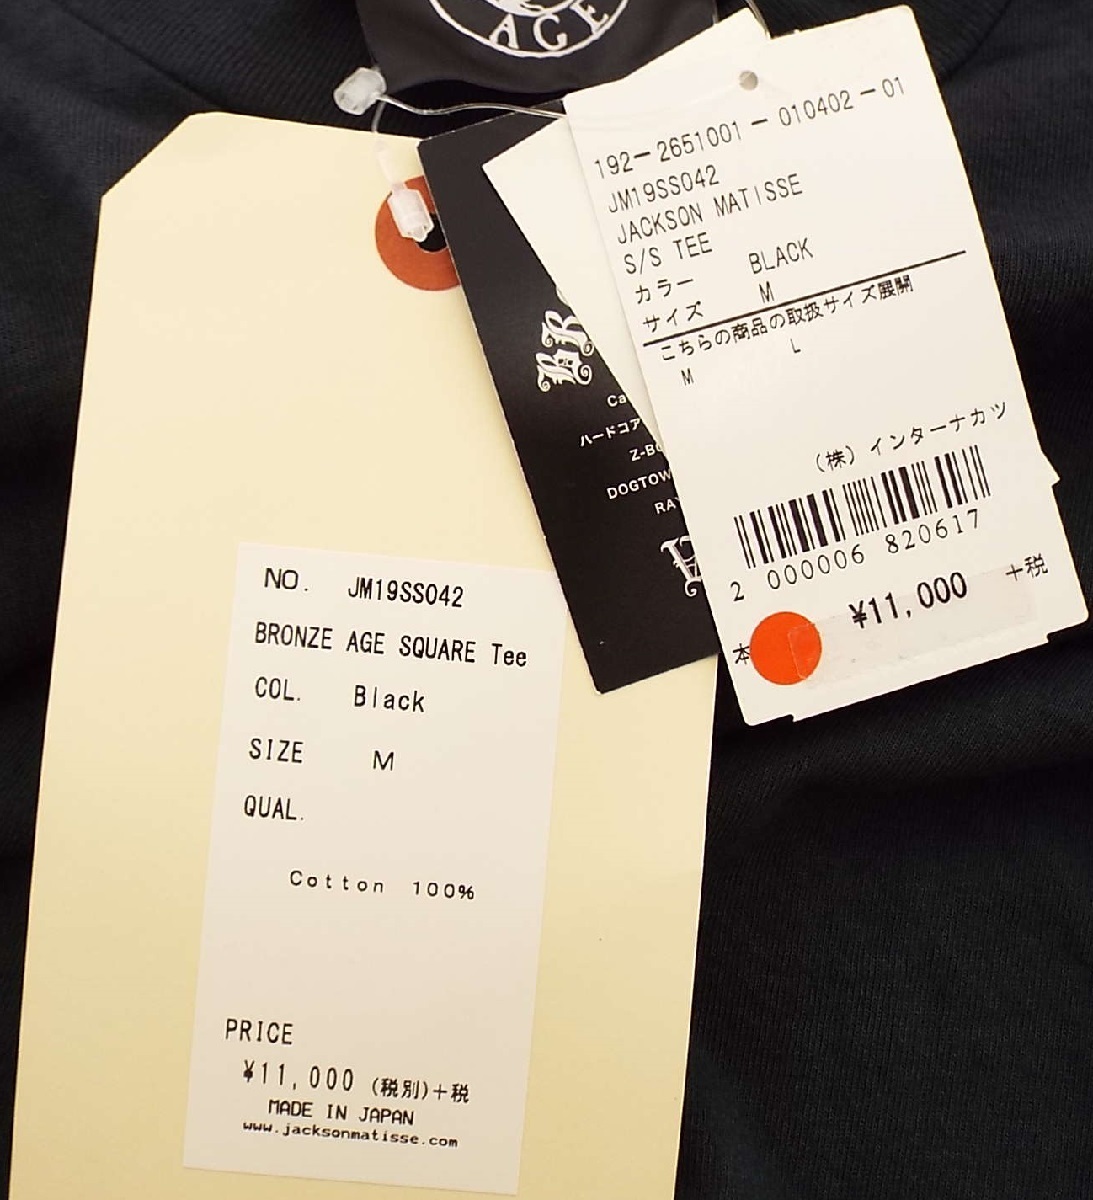 AGE
192-2651001-010402-01
JM19SS042
JACKSON MATISSE
S/S TEE
カラー BLACK
サイズ M
こちらの商品の取扱サイズ展開
M L
(株)インターナカツ
2 000006 820617
¥11,000 +税
本
Ca
ハードコア
Z-BO
DOGTOW
RAY
NO. JM19SS042
BRONZE AGE SQUARE Tee
COL. Black
SIZE M
QUAL.
Cotton 100%
PRICE
¥11,000 (税別)+税
MADE IN JAPAN
www.jacksonmatisse.com